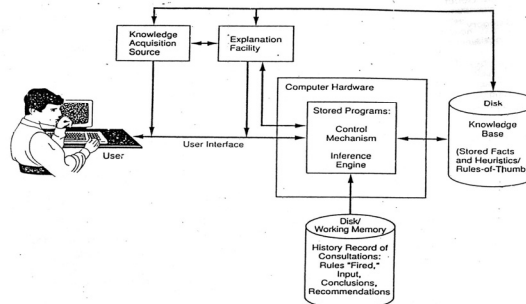 Knowledge
Acquisition
Source
Explanation
Facility
Computer Hardware
Stored Programs:
Control
Mechanism
Inference
Engine
User
User Interface
Disk
Knowledge
Base
(Stored Facts
and Heuristics/
Rules-of-Thumb
Disk/
Working Memory
History Record of
Consultations:
Rules "Fired,"
Input,
Conclusions,
Recommendations